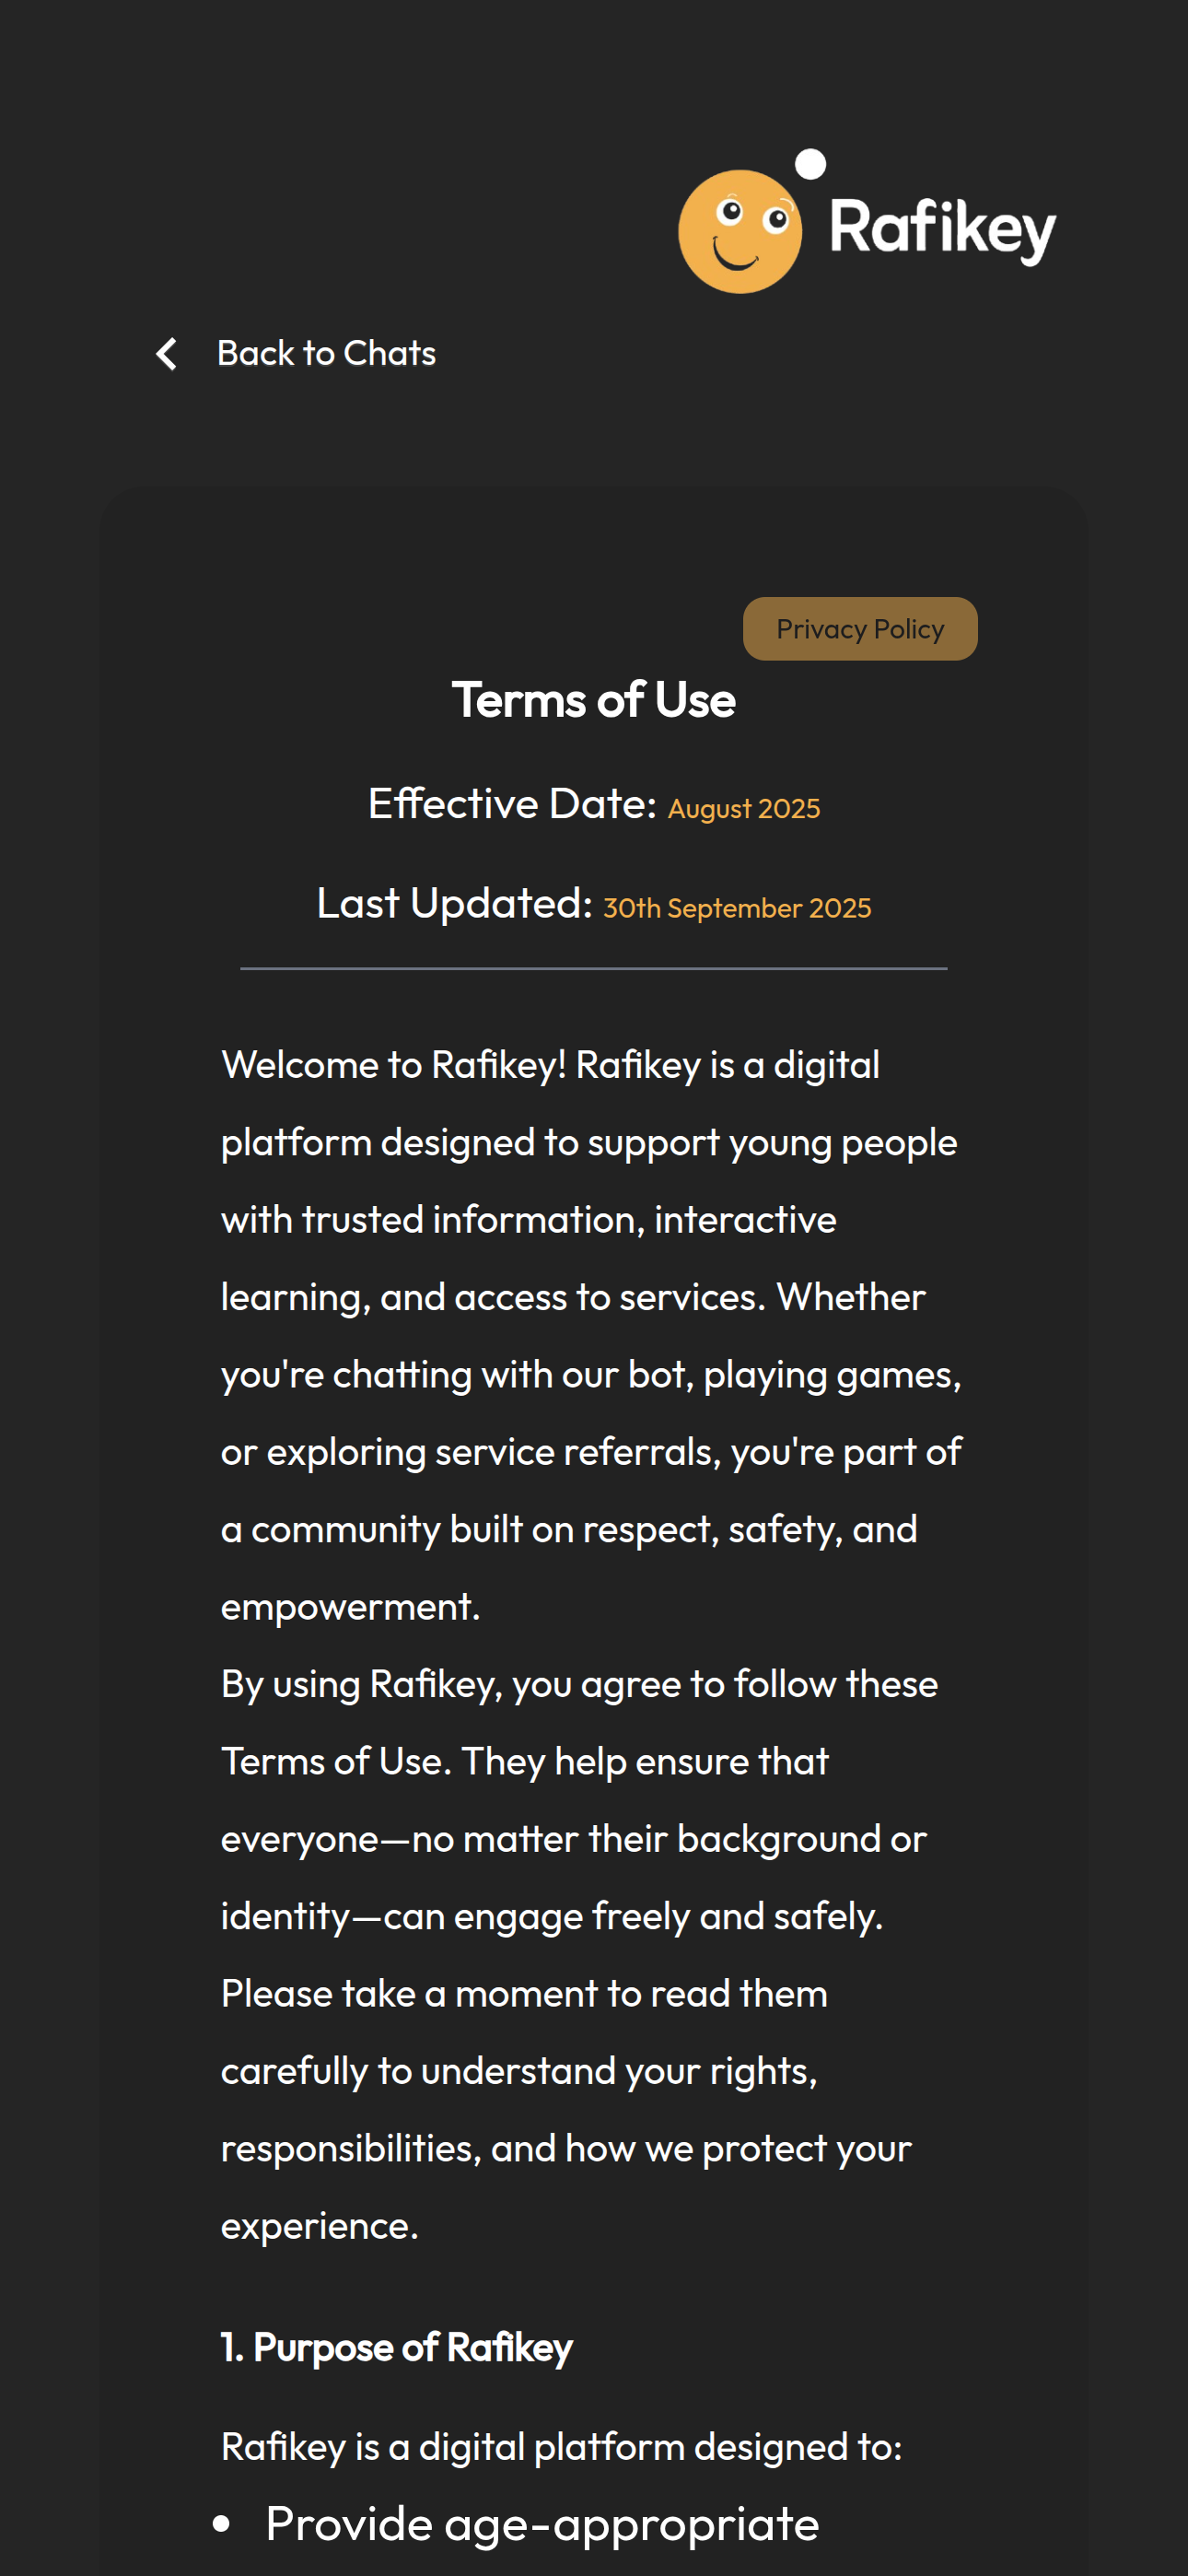 Rafikey
Back to Chats
Privacy Policy
Terms of Use
Effective Date: August 2025
Last Updated: 30th September 2025
Welcome to Rafikey! Rafikey is a digital
platform designed to support young people
with trusted information, interactive
learning, and access to services. Whether
you're chatting with our bot, playing games,
or exploring service referrals, you're part of
a community built on respect, safety, and
empowerment.
By using Rafikey, you agree to follow these
Terms of Use. They help ensure that
everyone—no matter their background or
identity—can engage freely and safely.
Please take a moment to read them
carefully to understand your rights,
responsibilities, and how we protect your
experience.
1. Purpose of Rafikey
Rafikey is a digital platform designed to:
• Provide age-appropriate